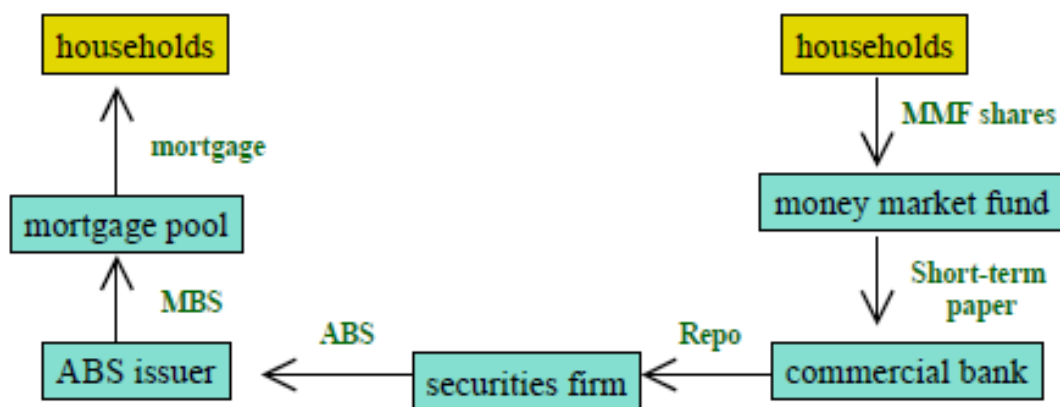 households
households
MMF shares
mortgage
mortgage pool
money market fund
MBS
Short-term
paper
ABS
Repo
ABS issuer
securities firm
commercial bank